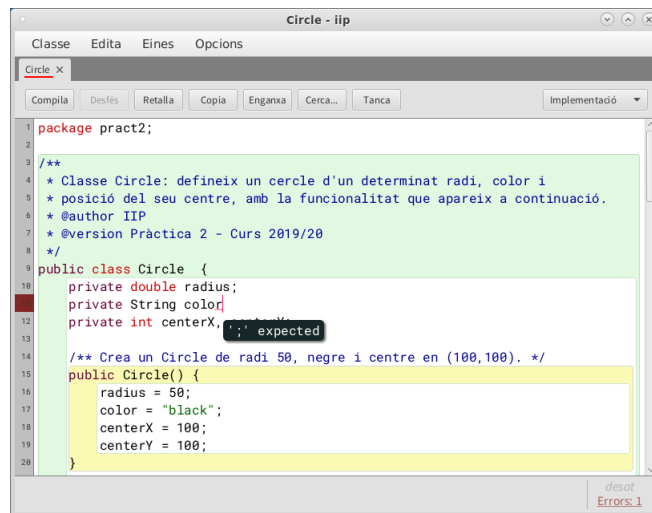 Circle - iip
Classe Edita Eines Opcions
Circle ×
Compila Desfés Retalla Copia Enganxa Cerca... Tanca Implementació
1 package pract2;
2
3 /**
4 * Classe Circle: defineix un cercle d'un determinat radi, color i
5 * posició del seu centre, amb la funcionalitat que apareix a continuació.
6 * @author IIP
7 * @version Pràctica 2 - Curs 2019/20
8 */
9 public class Circle {
10 private double radius;
11 private String color
12 private int centerX,
';' expected
13
14 /** Crea un Circle de radi 50, negre i centre en (100,100). */
15 public Circle() {
16 radius = 50;
17 color = "black";
18 centerX = 100;
19 centerY = 100;
20 }
desat
Errors: 1